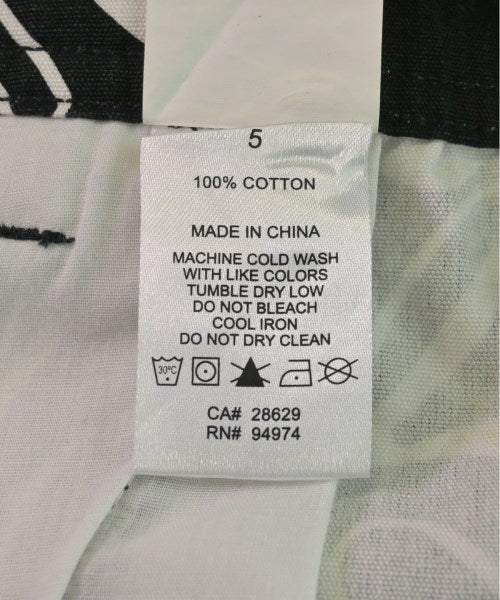 5
100% COTTON
MADE IN CHINA
MACHINE COLD WASH
WITH LIKE COLORS
TUMBLE DRY LOW
DO NOT BLEACH
COOL IRON
DO NOT DRY CLEAN
30°C
CA# 28629
RN# 94974